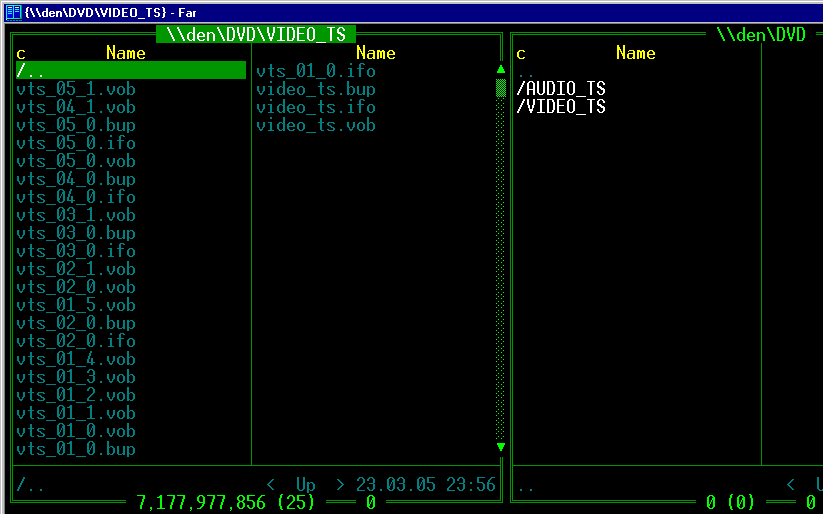 {\\den\DVD\VIDEO_TS} - Far
\\den\DVD\VIDEO_TS
c Name Name
/..
vts_05_1.vob
vts_04_1.vob
vts_05_0.bup
vts_05_0.ifo
vts_05_0.vob
vts_04_0.bup
vts_04_0.ifo
vts_03_1.vob
vts_03_0.bup
vts_03_0.ifo
vts_02_1.vob
vts_02_0.vob
vts_01_5.vob
vts_02_0.bup
vts_02_0.ifo
vts_01_4.vob
vts_01_3.vob
vts_01_2.vob
vts_01_1.vob
vts_01_0.vob
vts_01_0.bup
vts_01_0.ifo
video_ts.bup
video_ts.ifo
video_ts.vob
/.. < Up > 23.03.05 23:56
7,177,977,856 (25) 0
\\den\DVD
c Name
..
/AUDIO_TS
/VIDEO_TS
.. <
0 (0) 0